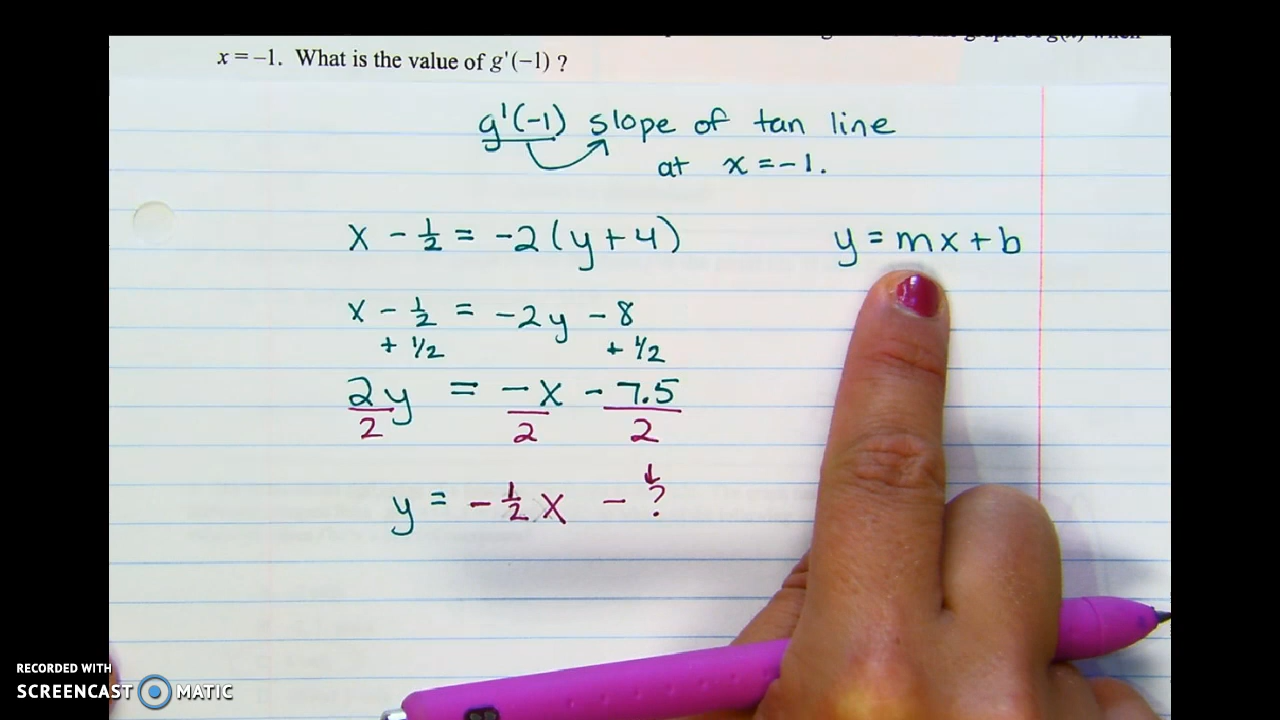 x = –1. What is the value of g'(–1) ?
g'(-1) slope of tan line
at x = -1.
x - 1/2 = -2(y + 4)
y = mx + b
x - 1/2 = -2y - 8
+ 1/2 + 1/2
2y = -x - 7.5
2 2 2
y = -1/2 x - ?
RECORDED WITH
SCREENCAST MATIC